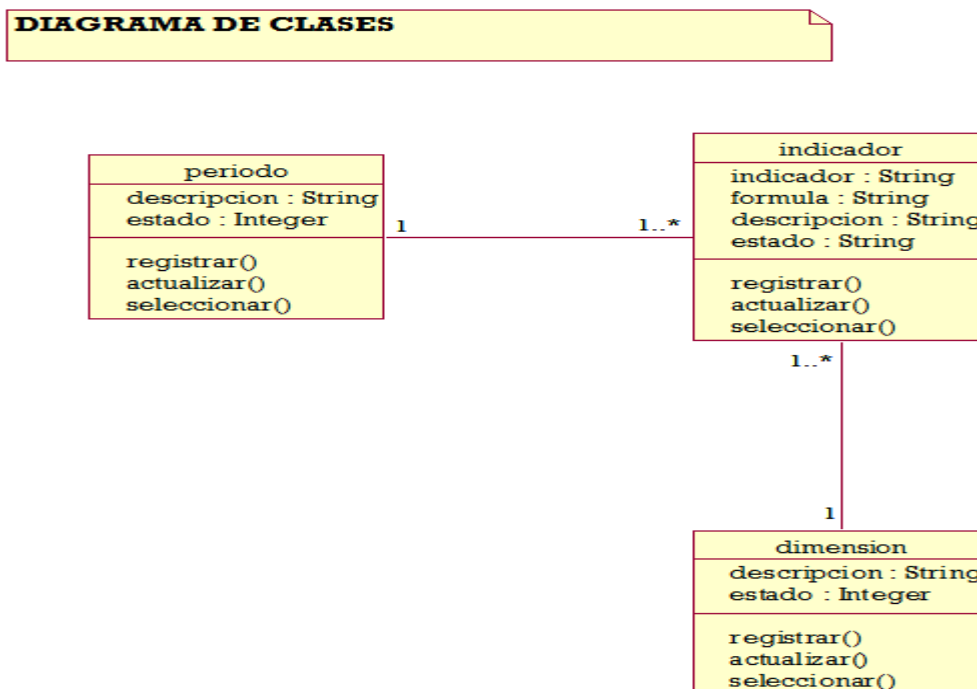 DIAGRAMA DE CLASES
periodo
descripcion : String
estado : Integer
registrar()
actualizar()
seleccionar()
1
1..*
indicador
indicador : String
formula : String
descripcion : String
estado : String
registrar()
actualizar()
seleccionar()
1..*
1
dimension
descripcion : String
estado : Integer
registrar()
actualizar()
seleccionar()